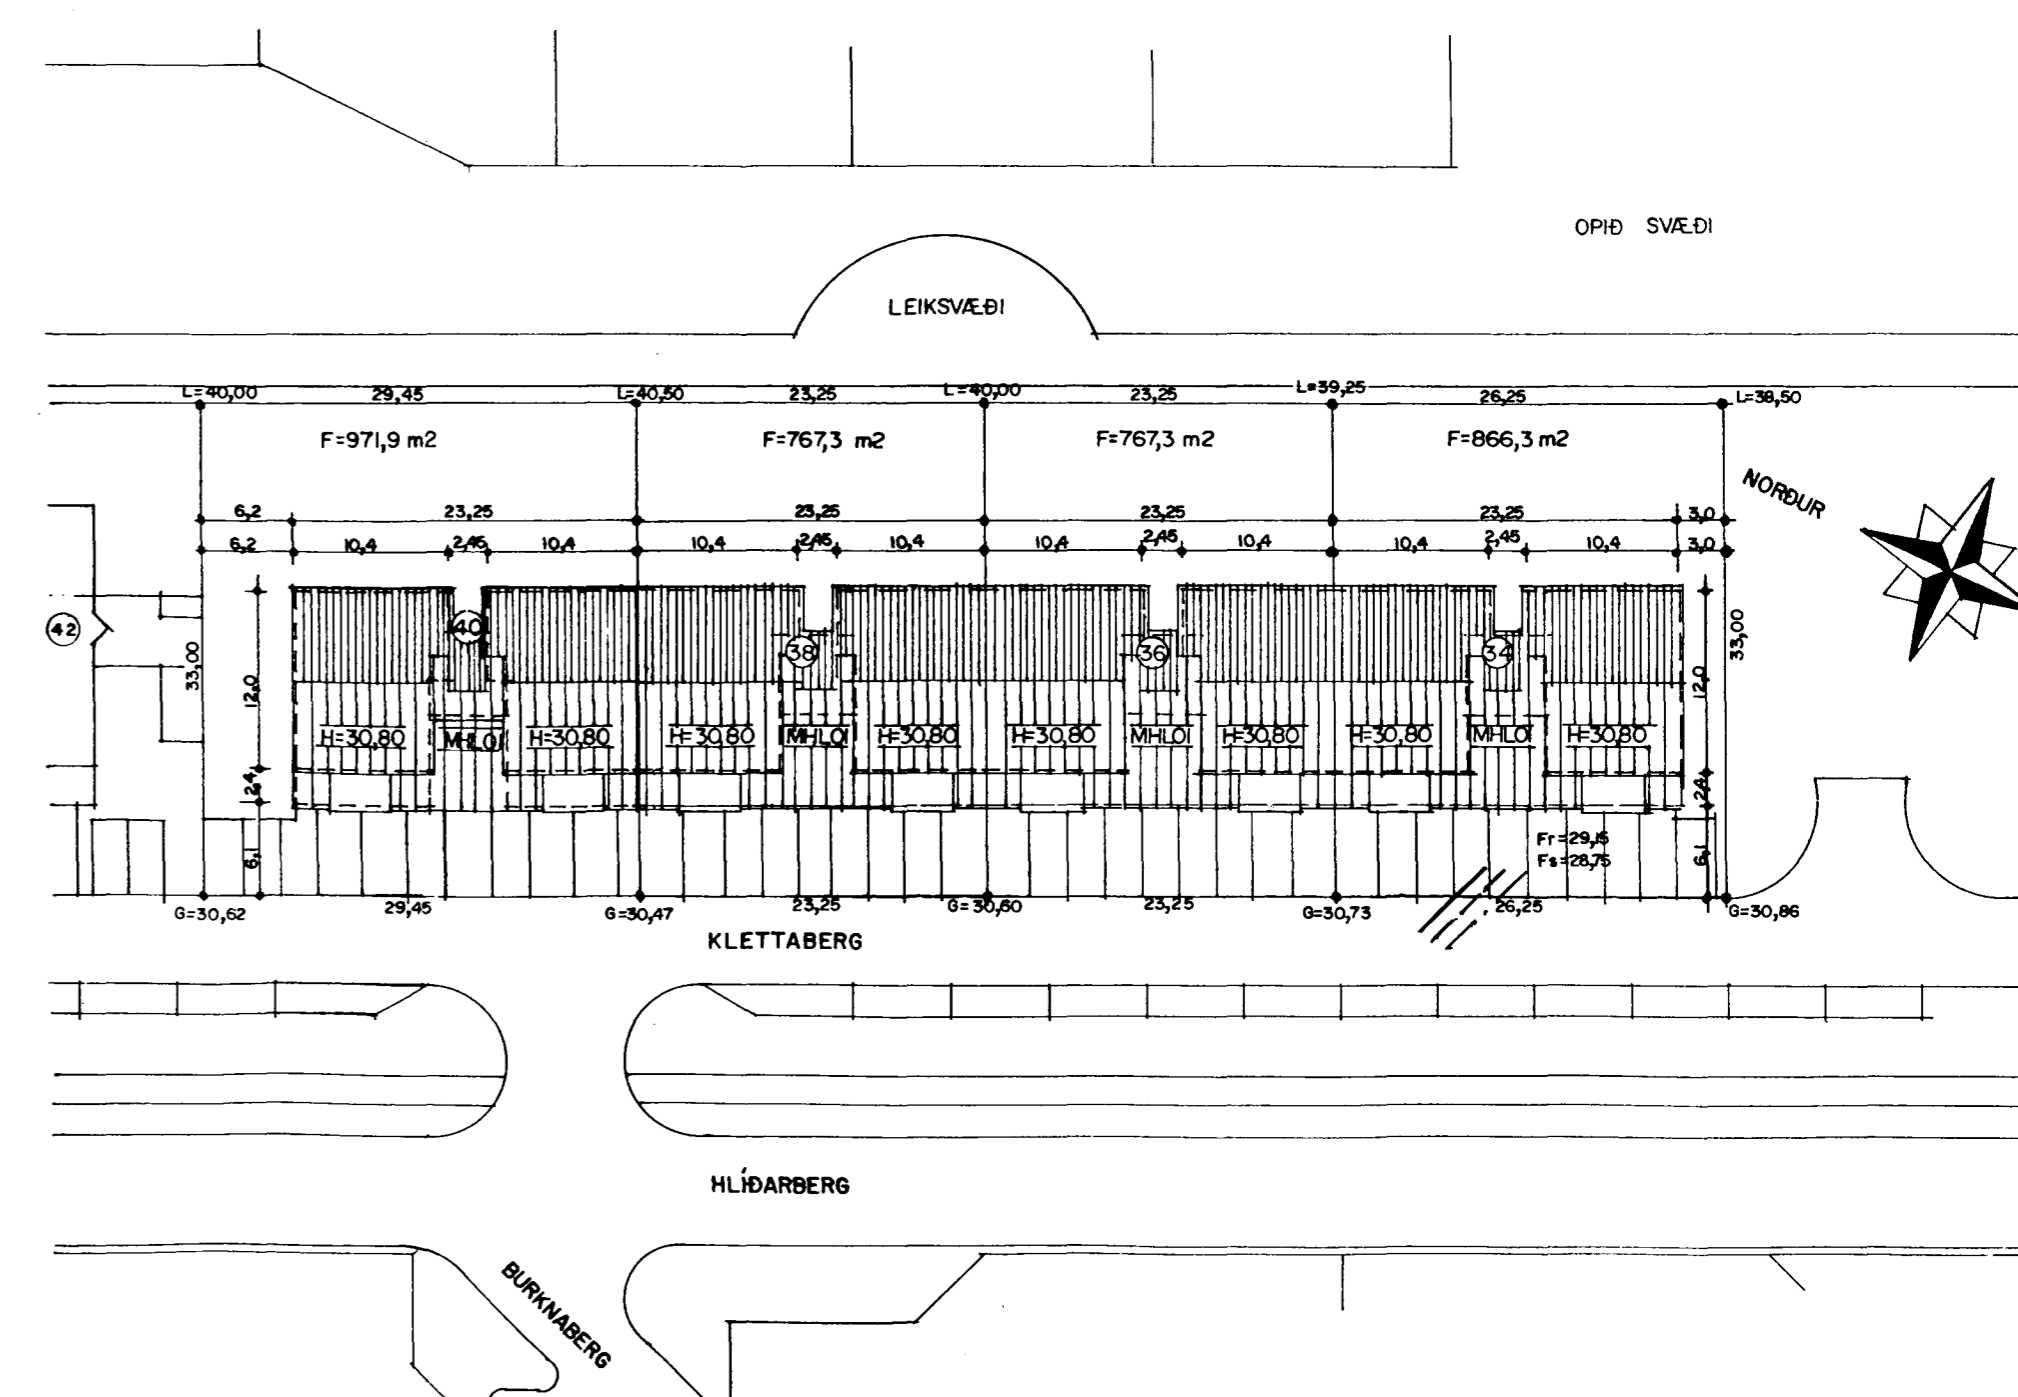 OPIÐ SVÆÐI
LEIKSVÆÐI
L=40,00 29,45 L=40,50 23,25 L=40,00 23,25 L=39,25 26,25 L=38,50
F=971,9 m2 F=767,3 m2 F=767,3 m2 F=866,3 m2
NORÐUR
6,2 23,25 23,25 23,25 23,25 3,0
6,2 10,4 2,45 10,4 10,4 2,45 10,4 10,4 2,45 10,4 10,4 2,45 10,4 3,0
42 40 38 36 34
33,00 12,0 12,0 33,00
H=30,80 MHLO1 H=30,80 H=30,80 MHLO1 H=30,80 H=30,80 MHLO1 H=30,80 H=30,80 MHLO1 H=30,80
2,4 2,4
Fr=29,15
Fs=28,75
6,1 6,1
G=30,62 29,45 G=30,47 23,25 G=30,60 23,25 G=30,73 26,25 G=30,86
KLETTABERG
HLÍÐARBERG
BURKNABERG